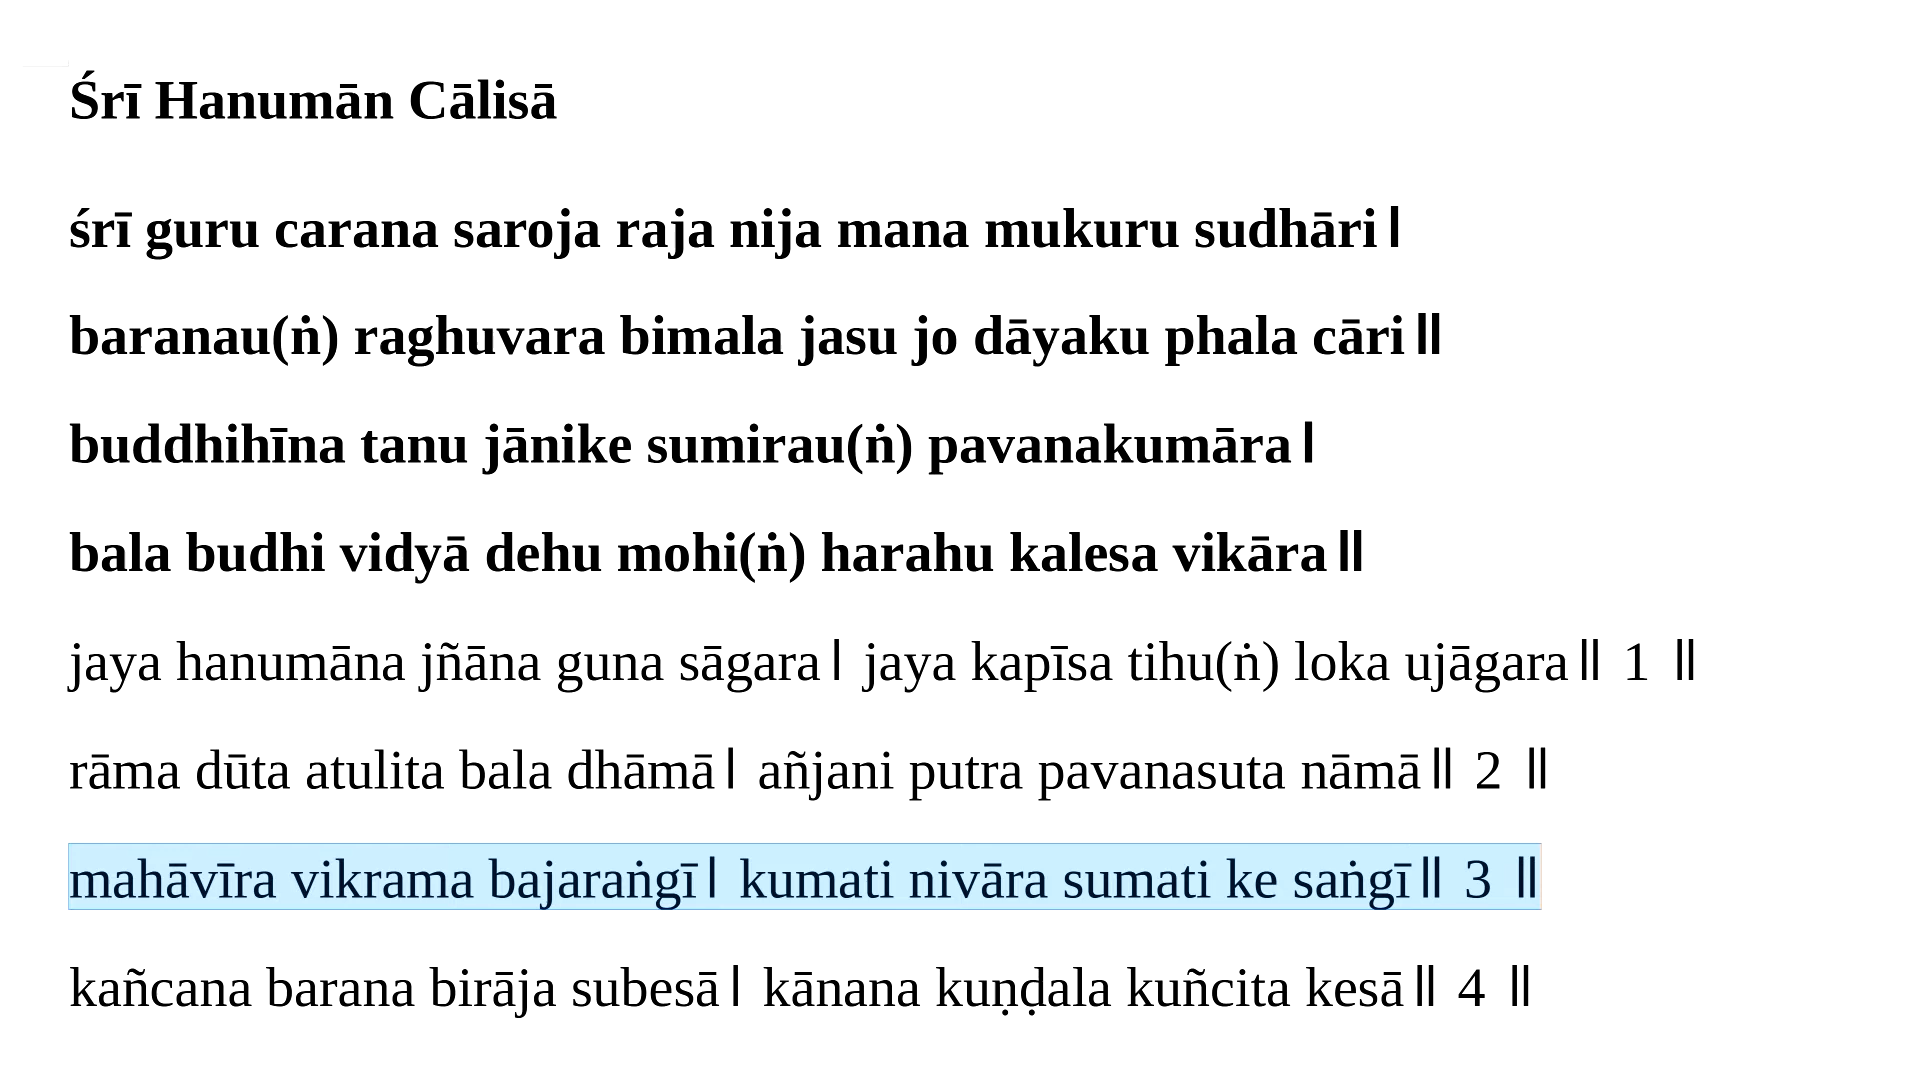 Śrī Hanumān Cālisā
śrī guru carana saroja raja nija mana mukuru sudhāri।
baranau(ṅ) raghuvara bimala jasu jo dāyaku phala cāri॥
buddhihīna tanu jānike sumirau(ṅ) pavanakumāra।
bala budhi vidyā dehu mohi(ṅ) harahu kalesa vikāra॥
jaya hanumāna jñāna guna sāgara। jaya kapīsa tihu(ṅ) loka ujāgara॥ 1 ॥
rāma dūta atulita bala dhāmā। añjani putra pavanasuta nāmā॥ 2 ॥
mahāvīra vikrama bajaraṅgī। kumati nivāra sumati ke saṅgī॥ 3 ॥
kañcana barana birāja subesā। kānana kuṇḍala kuñcita kesā॥ 4 ॥